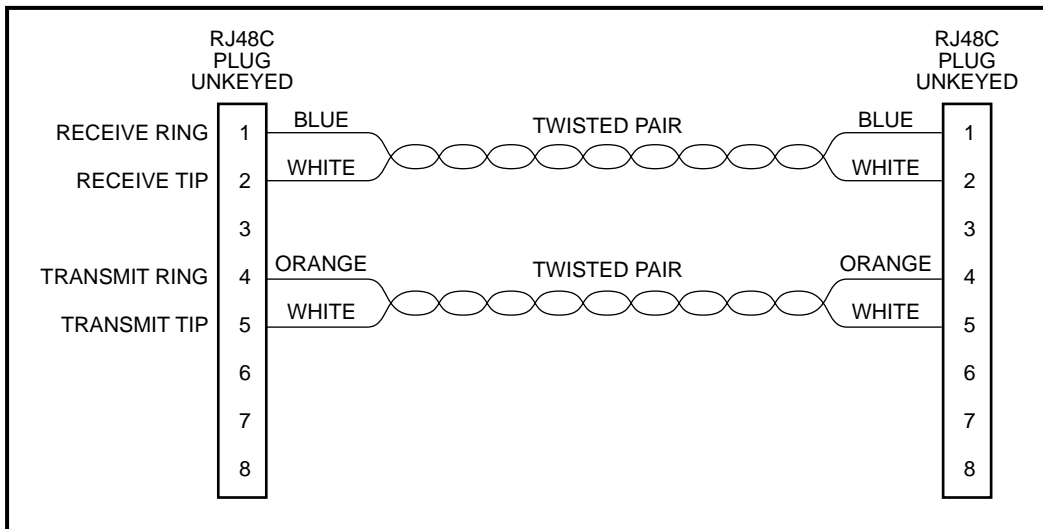 RJ48C
PLUG
UNKEYED
RJ48C
PLUG
UNKEYED
RECEIVE RING 1 BLUE TWISTED PAIR BLUE 1
RECEIVE TIP 2 WHITE WHITE 2
3 3
TRANSMIT RING 4 ORANGE TWISTED PAIR ORANGE 4
TRANSMIT TIP 5 WHITE WHITE 5
6 6
7 7
8 8